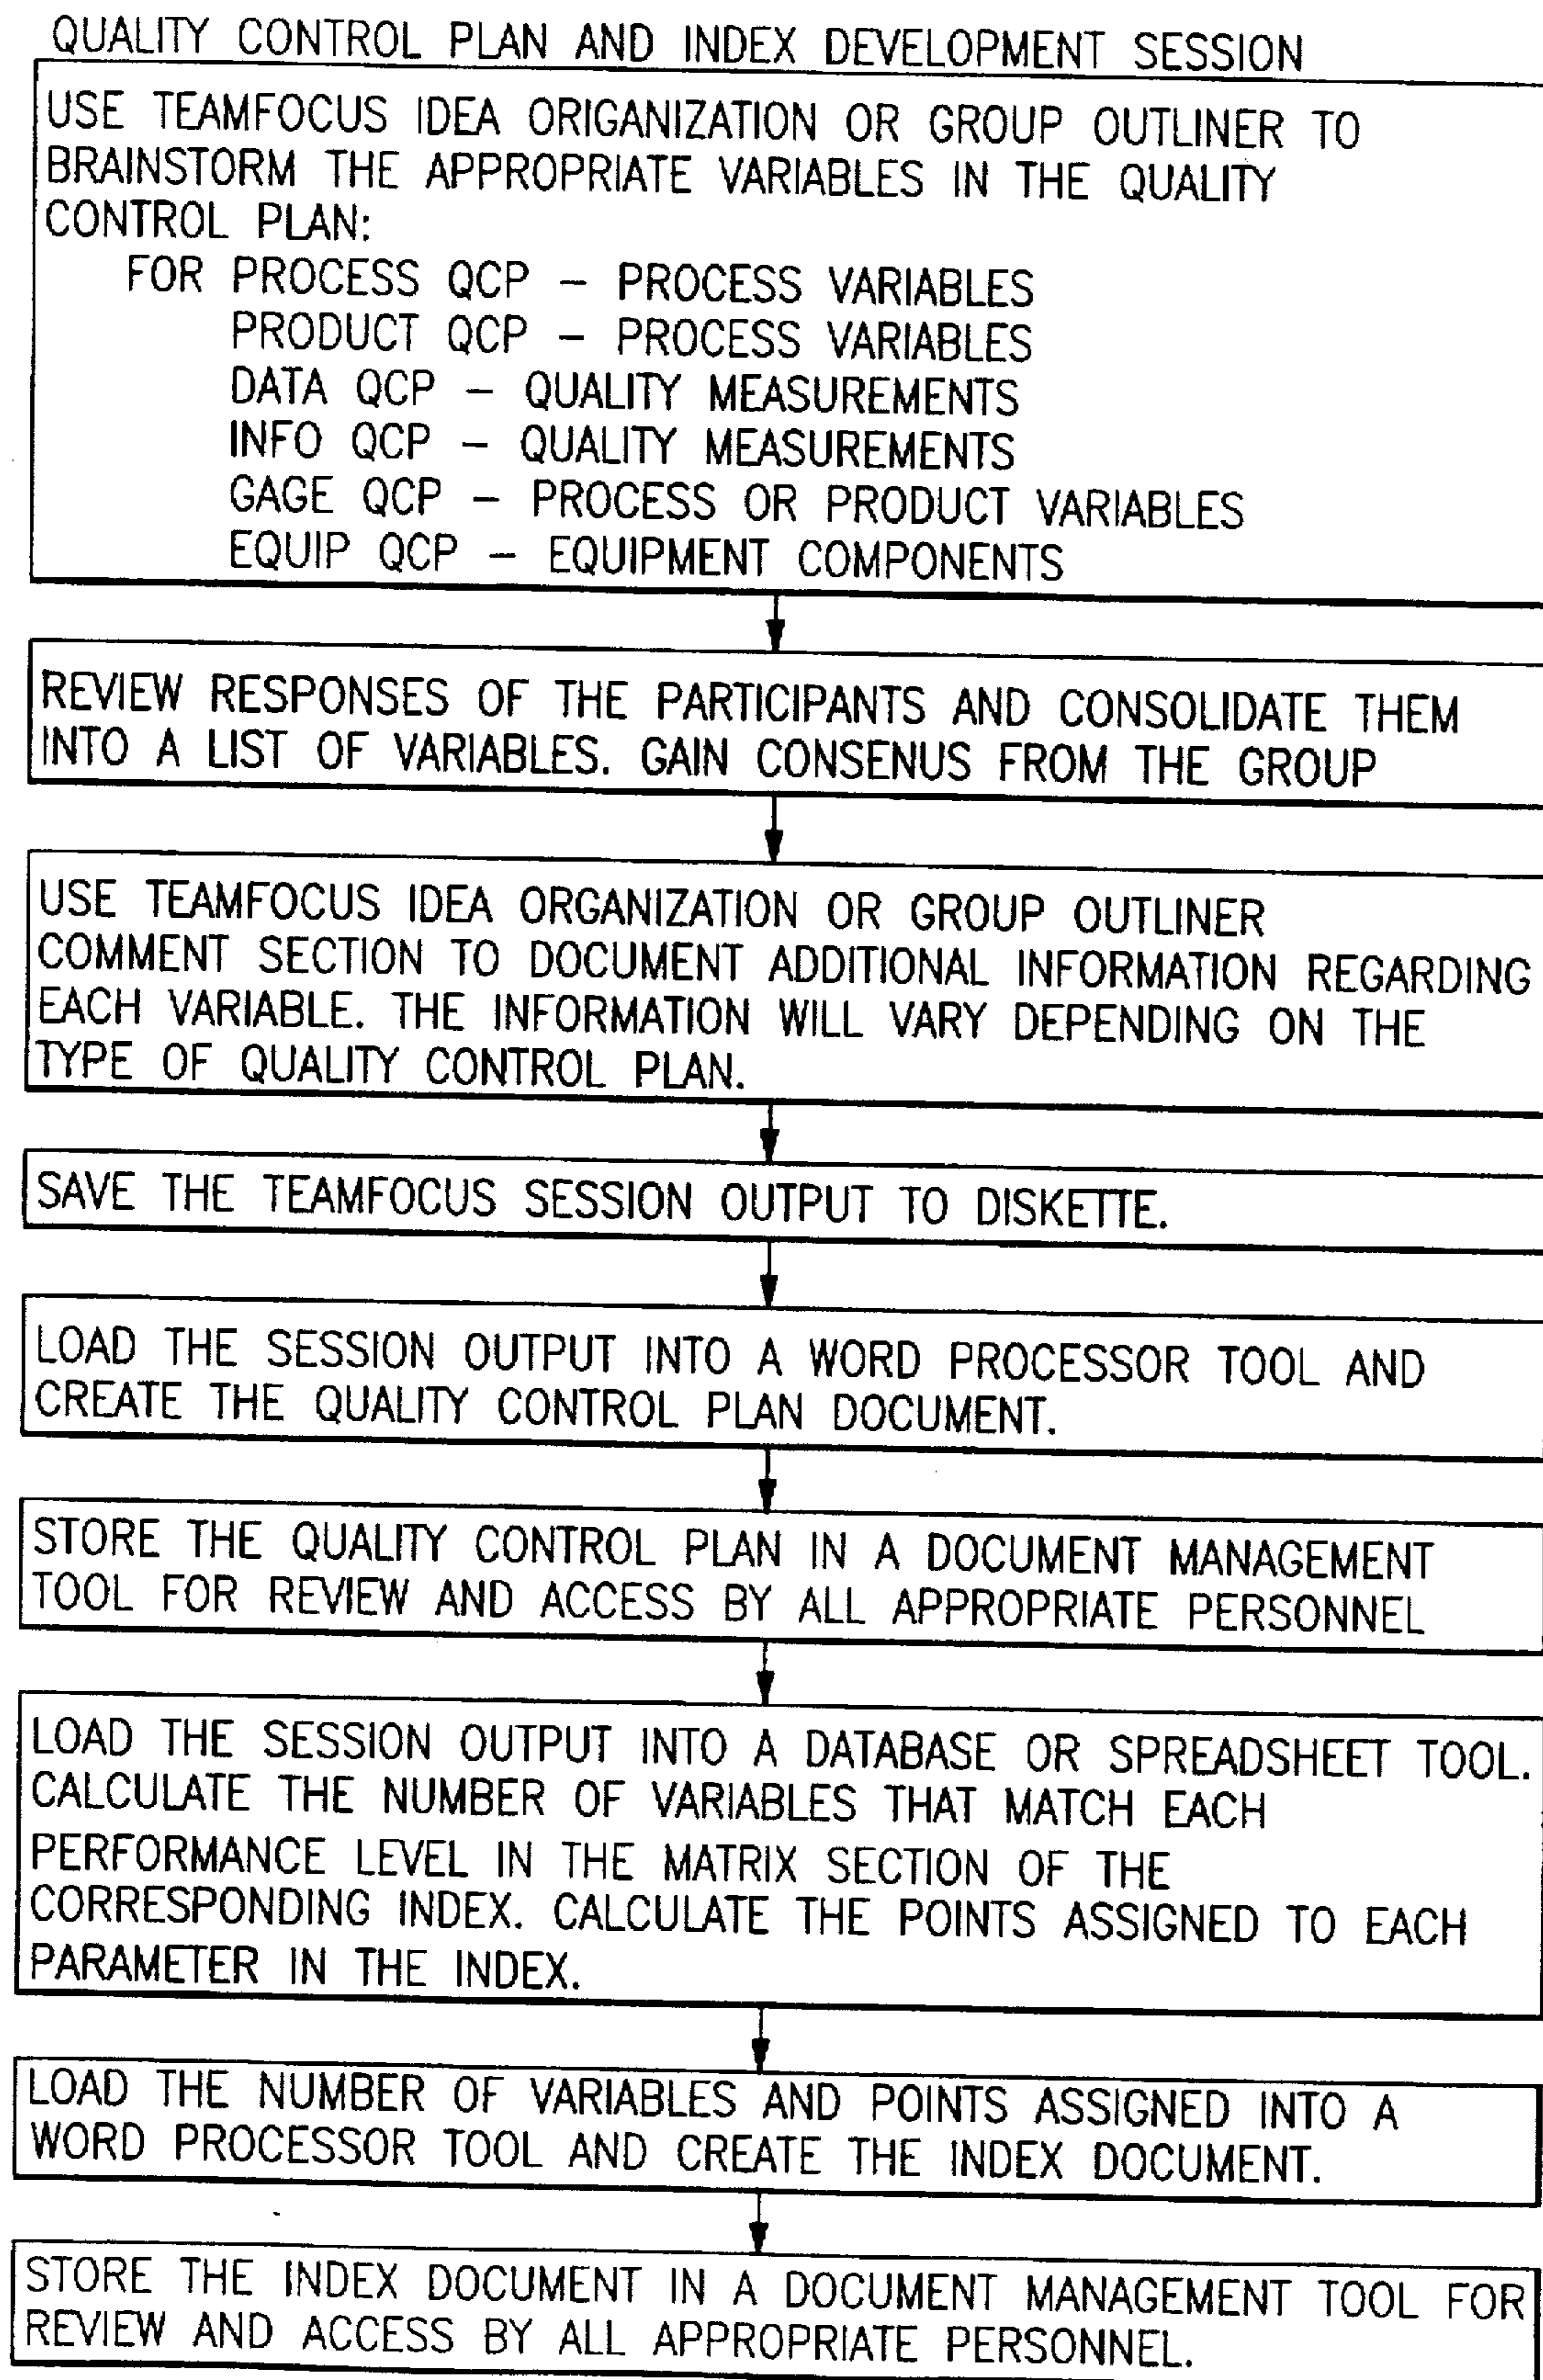 QUALITY CONTROL PLAN AND INDEX DEVELOPMENT SESSION
USE TEAMFOCUS IDEA ORIGANIZATION OR GROUP OUTLINER TO
BRAINSTORM THE APPROPRIATE VARIABLES IN THE QUALITY
CONTROL PLAN:
FOR PROCESS QCP – PROCESS VARIABLES
PRODUCT QCP – PROCESS VARIABLES
DATA QCP – QUALITY MEASUREMENTS
INFO QCP – QUALITY MEASUREMENTS
GAGE QCP – PROCESS OR PRODUCT VARIABLES
EQUIP QCP – EQUIPMENT COMPONENTS
REVIEW RESPONSES OF THE PARTICIPANTS AND CONSOLIDATE THEM
INTO A LIST OF VARIABLES. GAIN CONSENUS FROM THE GROUP
USE TEAMFOCUS IDEA ORGANIZATION OR GROUP OUTLINER
COMMENT SECTION TO DOCUMENT ADDITIONAL INFORMATION REGARDING
EACH VARIABLE. THE INFORMATION WILL VARY DEPENDING ON THE
TYPE OF QUALITY CONTROL PLAN.
SAVE THE TEAMFOCUS SESSION OUTPUT TO DISKETTE.
LOAD THE SESSION OUTPUT INTO A WORD PROCESSOR TOOL AND
CREATE THE QUALITY CONTROL PLAN DOCUMENT.
STORE THE QUALITY CONTROL PLAN IN A DOCUMENT MANAGEMENT
TOOL FOR REVIEW AND ACCESS BY ALL APPROPRIATE PERSONNEL
LOAD THE SESSION OUTPUT INTO A DATABASE OR SPREADSHEET TOOL.
CALCULATE THE NUMBER OF VARIABLES THAT MATCH EACH
PERFORMANCE LEVEL IN THE MATRIX SECTION OF THE
CORRESPONDING INDEX. CALCULATE THE POINTS ASSIGNED TO EACH
PARAMETER IN THE INDEX.
LOAD THE NUMBER OF VARIABLES AND POINTS ASSIGNED INTO A
WORD PROCESSOR TOOL AND CREATE THE INDEX DOCUMENT.
STORE THE INDEX DOCUMENT IN A DOCUMENT MANAGEMENT TOOL FOR
REVIEW AND ACCESS BY ALL APPROPRIATE PERSONNEL.